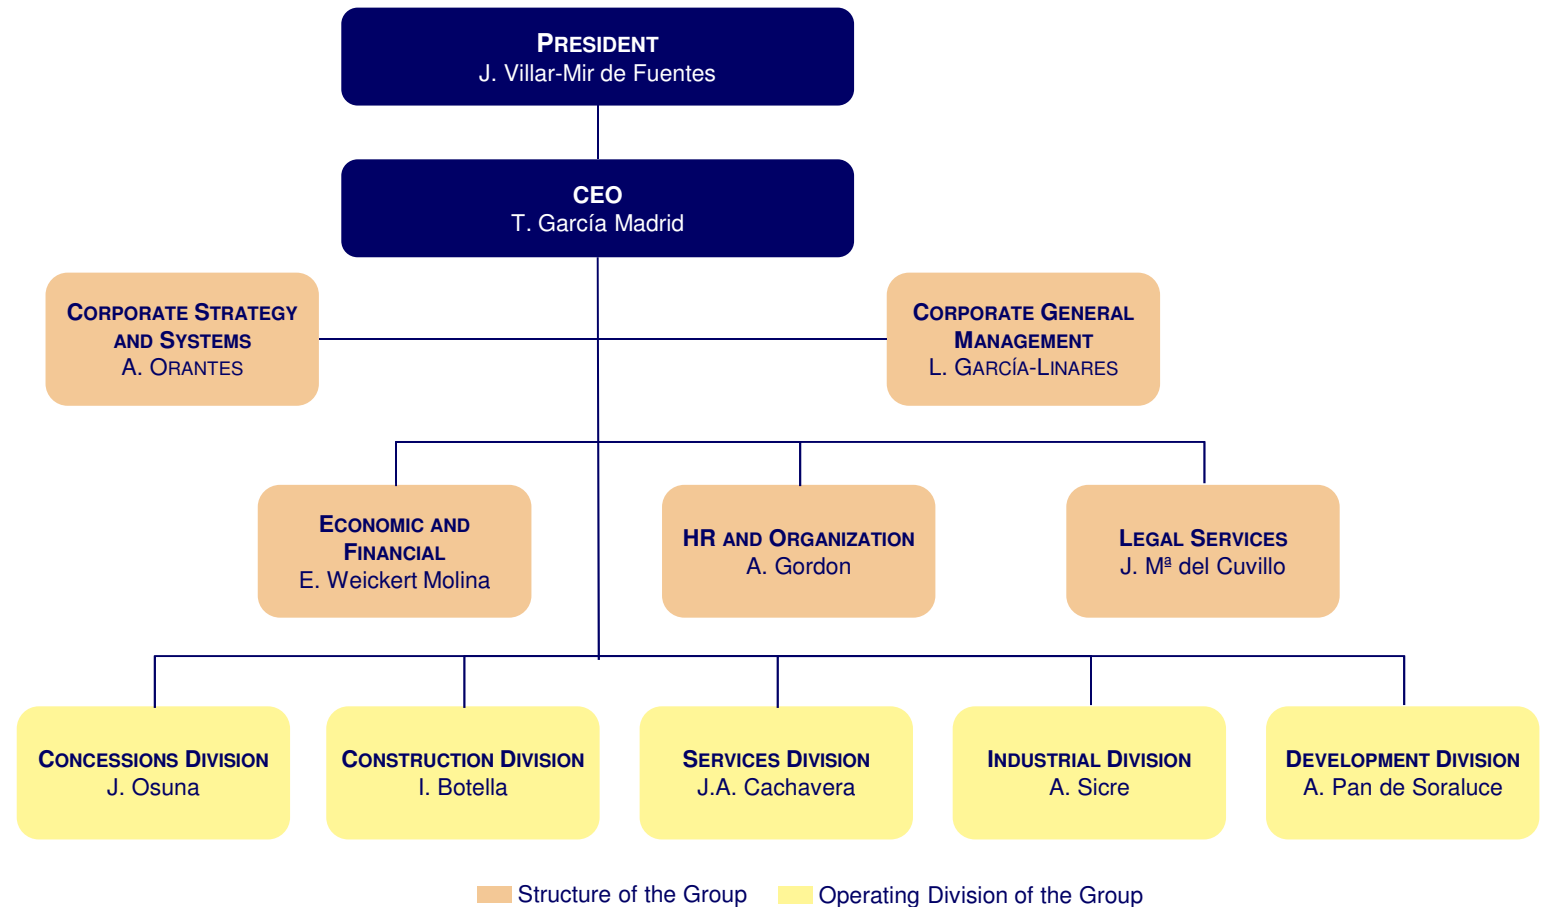 PRESIDENT
J. Villar-Mir de Fuentes
CEO
T. García Madrid
CORPORATE STRATEGY
AND SYSTEMS
A. ORANTES
CORPORATE GENERAL
MANAGEMENT
L. GARCÍA-LINARES
ECONOMIC AND
FINANCIAL
E. Weickert Molina
HR AND ORGANIZATION
A. Gordon
LEGAL SERVICES
J. Mª del Cuvillo
CONCESSIONS DIVISION
J. Osuna
CONSTRUCTION DIVISION
I. Botella
SERVICES DIVISION
J.A. Cachavera
INDUSTRIAL DIVISION
A. Sicre
DEVELOPMENT DIVISION
A. Pan de Soraluce
Structure of the Group
Operating Division of the Group